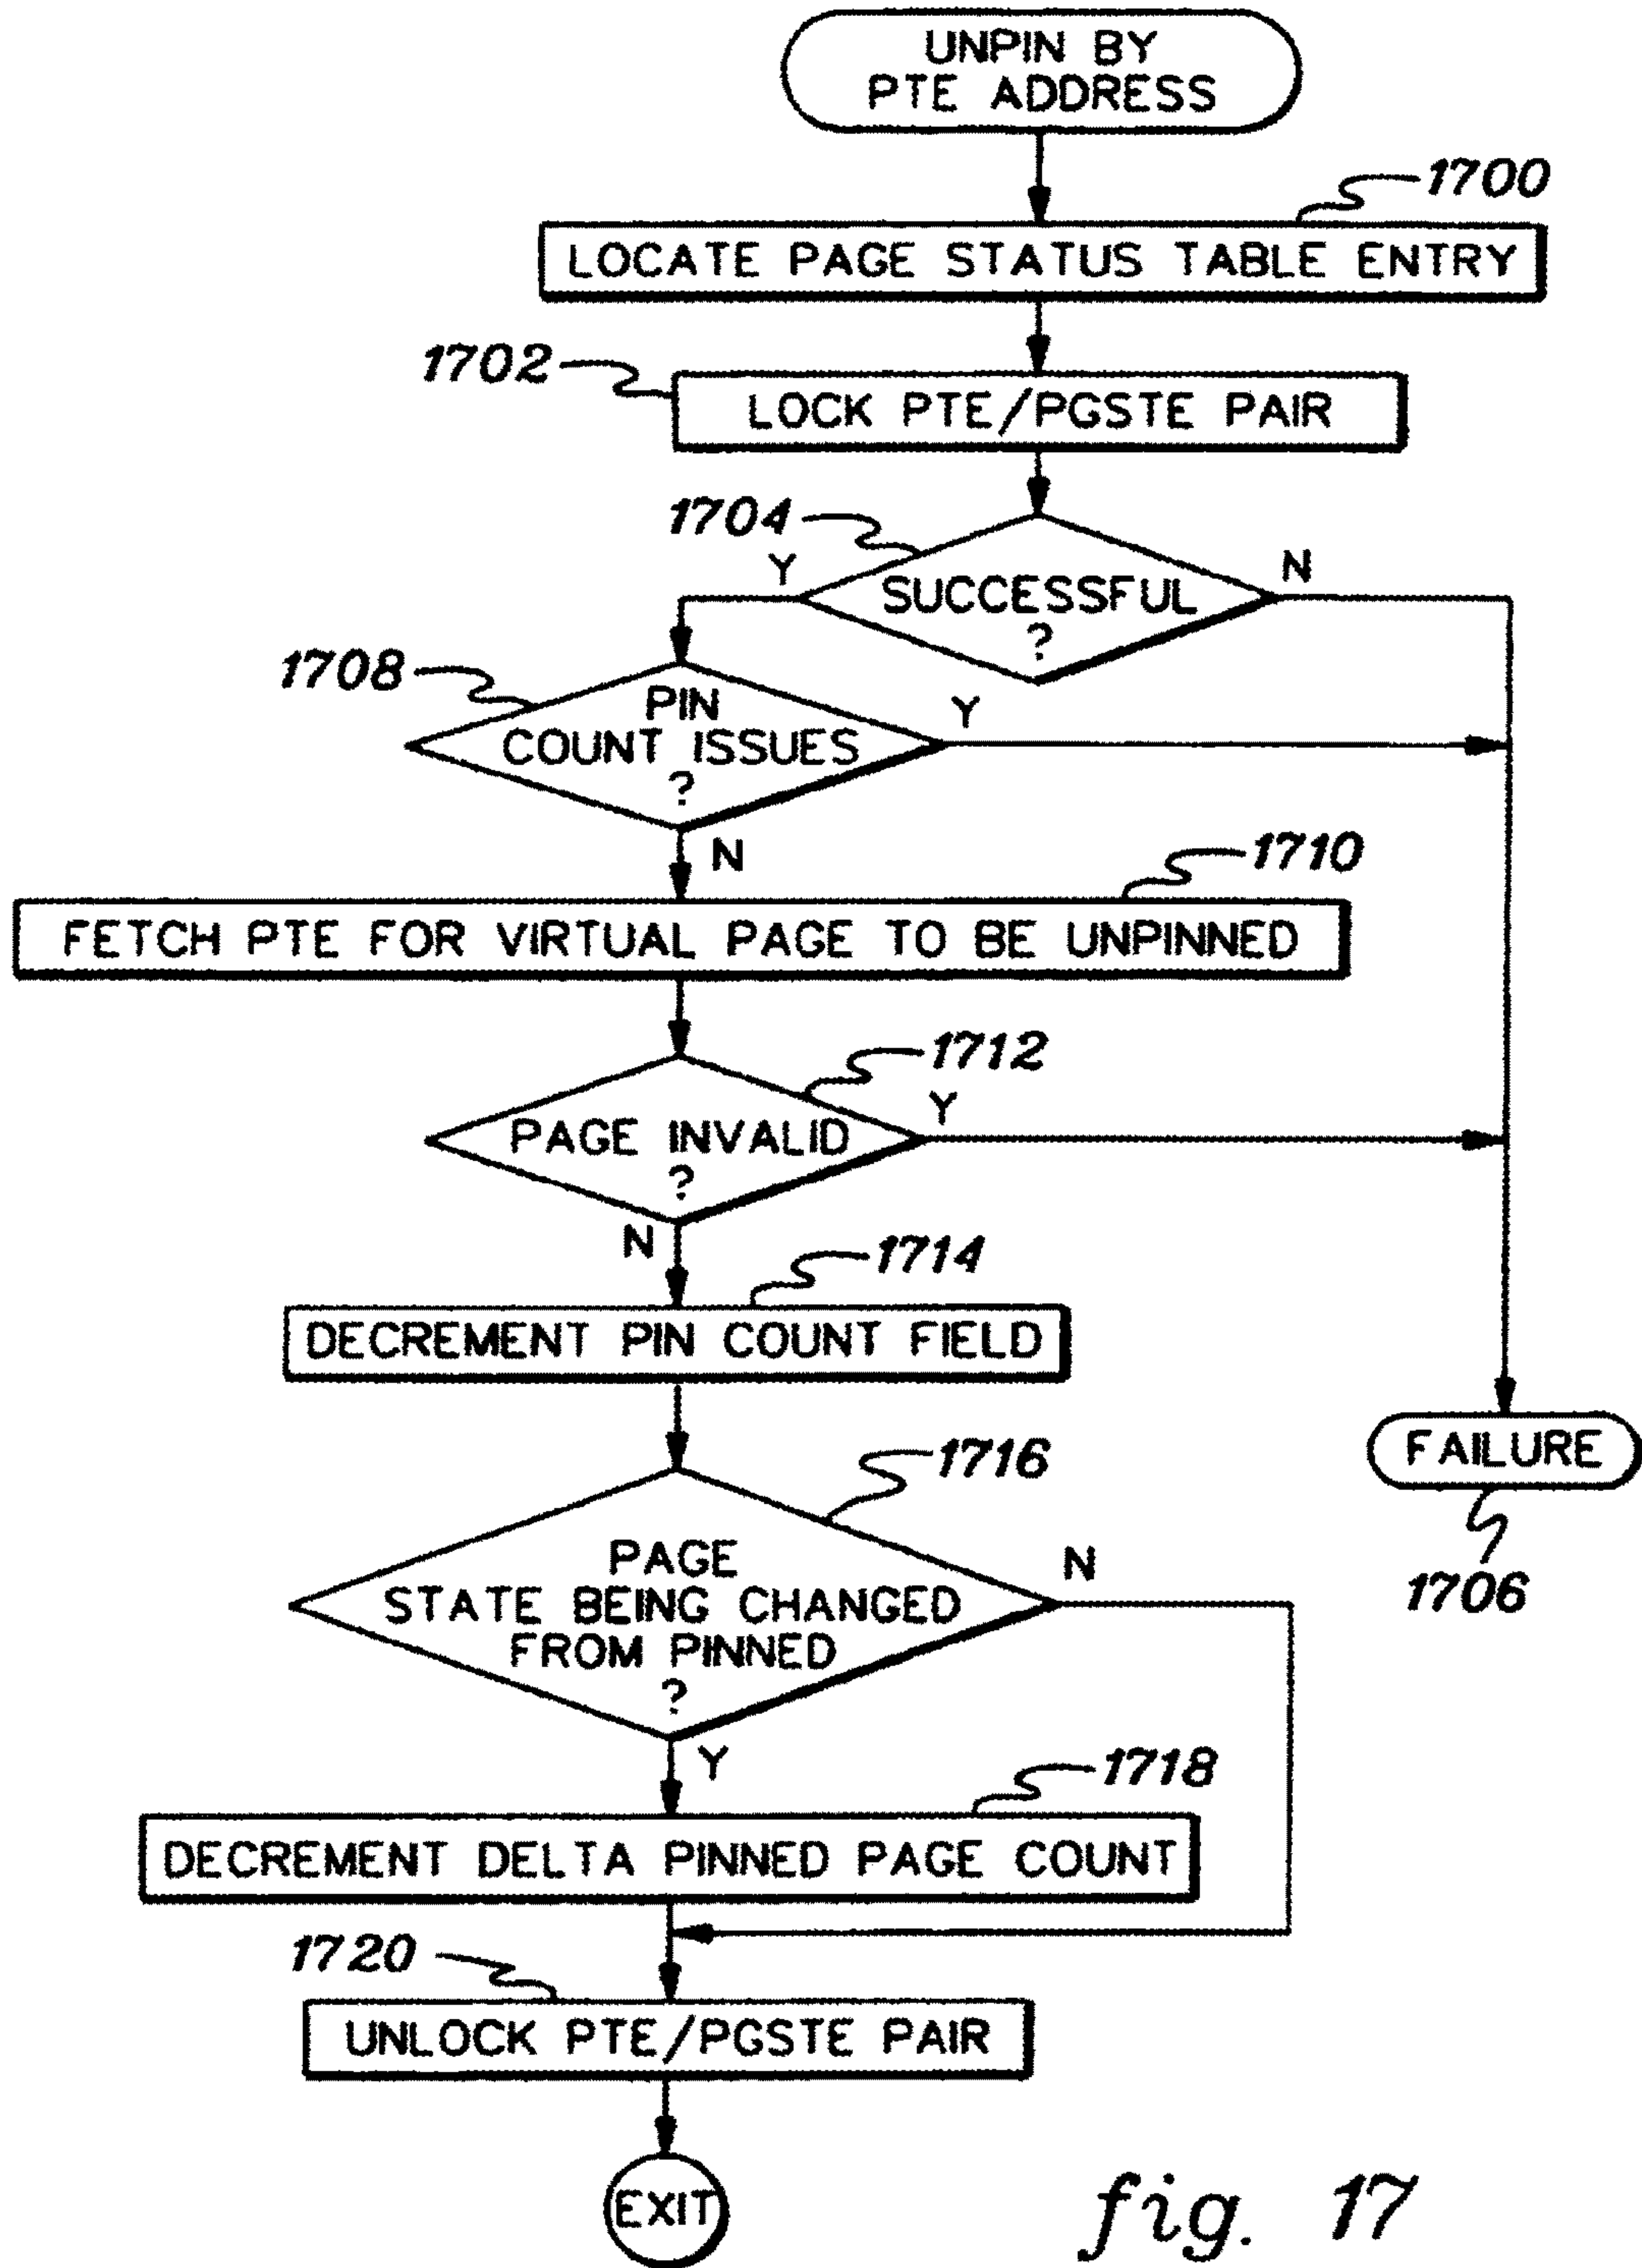 UNPIN BY
PTE ADDRESS
1700
LOCATE PAGE STATUS TABLE ENTRY
1702
LOCK PTE/PGSTE PAIR
1704
Y
N
SUCCESSFUL
?
1708
PIN
COUNT ISSUES
?
Y
N
1710
FETCH PTE FOR VIRTUAL PAGE TO BE UNPINNED
1712
PAGE INVALID
?
Y
N
1714
DECREMENT PIN COUNT FIELD
FAILURE
1706
1716
PAGE
STATE BEING CHANGED
FROM PINNED
?
N
Y
1718
DECREMENT DELTA PINNED PAGE COUNT
1720
UNLOCK PTE/PGSTE PAIR
EXIT
fig. 17